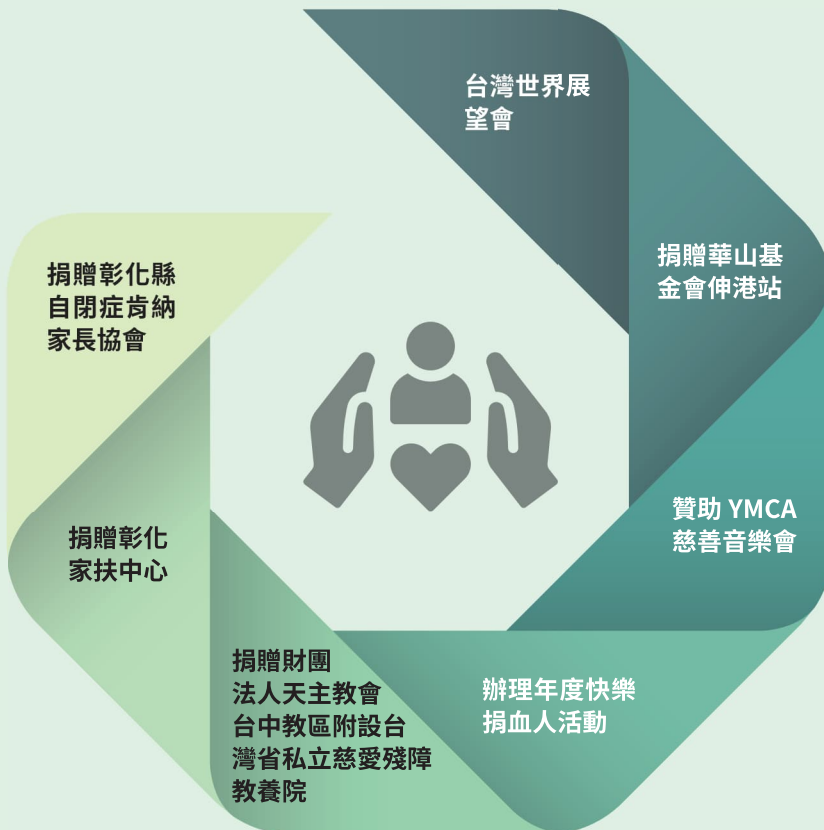 台灣世界展
望會
捐贈華山基
金會伸港站
贊助 YMCA
慈善音樂會
辦理年度快樂
捐血人活動
捐贈財團
法人天主教會
台中教區附設台
灣省私立慈愛殘障
教養院
捐贈彰化
家扶中心
捐贈彰化縣
自閉症肯納
家長協會